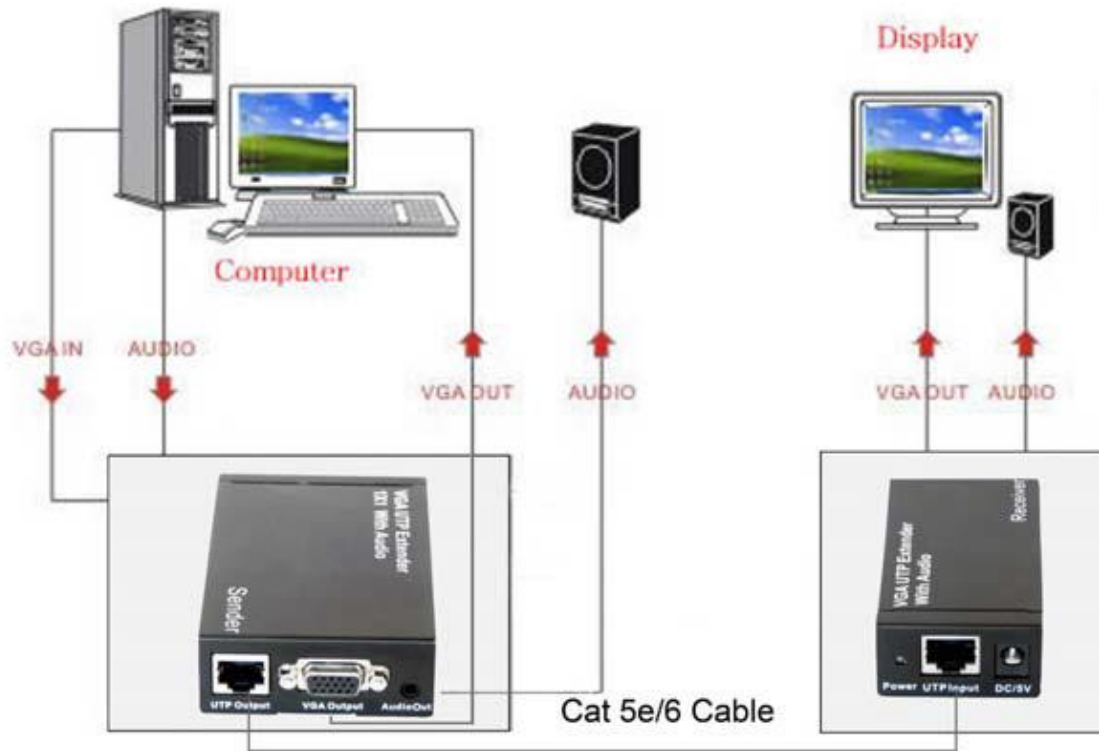 Display
Computer
VGA IN
AUDIO
VGA OUT
AUDIO
VGA OUT
AUDIO
VGA UTP Extender
1X1 With Audio
Sender
UTP Output
VGA Output
AudioOut
Receiver
VGA UTP Extender
With Audio
Power
UTP Input
DC/5V
Cat 5e/6 Cable